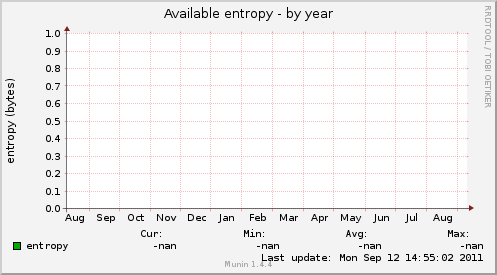 Available entropy - by year
RRDTOOL / TOBI OETIKER
entropy (bytes)
1.0
0.9
0.8
0.7
0.6
0.5
0.4
0.3
0.2
0.1
0.0
Aug Sep Oct Nov Dec Jan Feb Mar Apr May Jun Jul Aug
Cur: Min: Avg: Max:
entropy -nan -nan -nan -nan
Last update: Mon Sep 12 14:55:02 2011
Munin 1.4.4